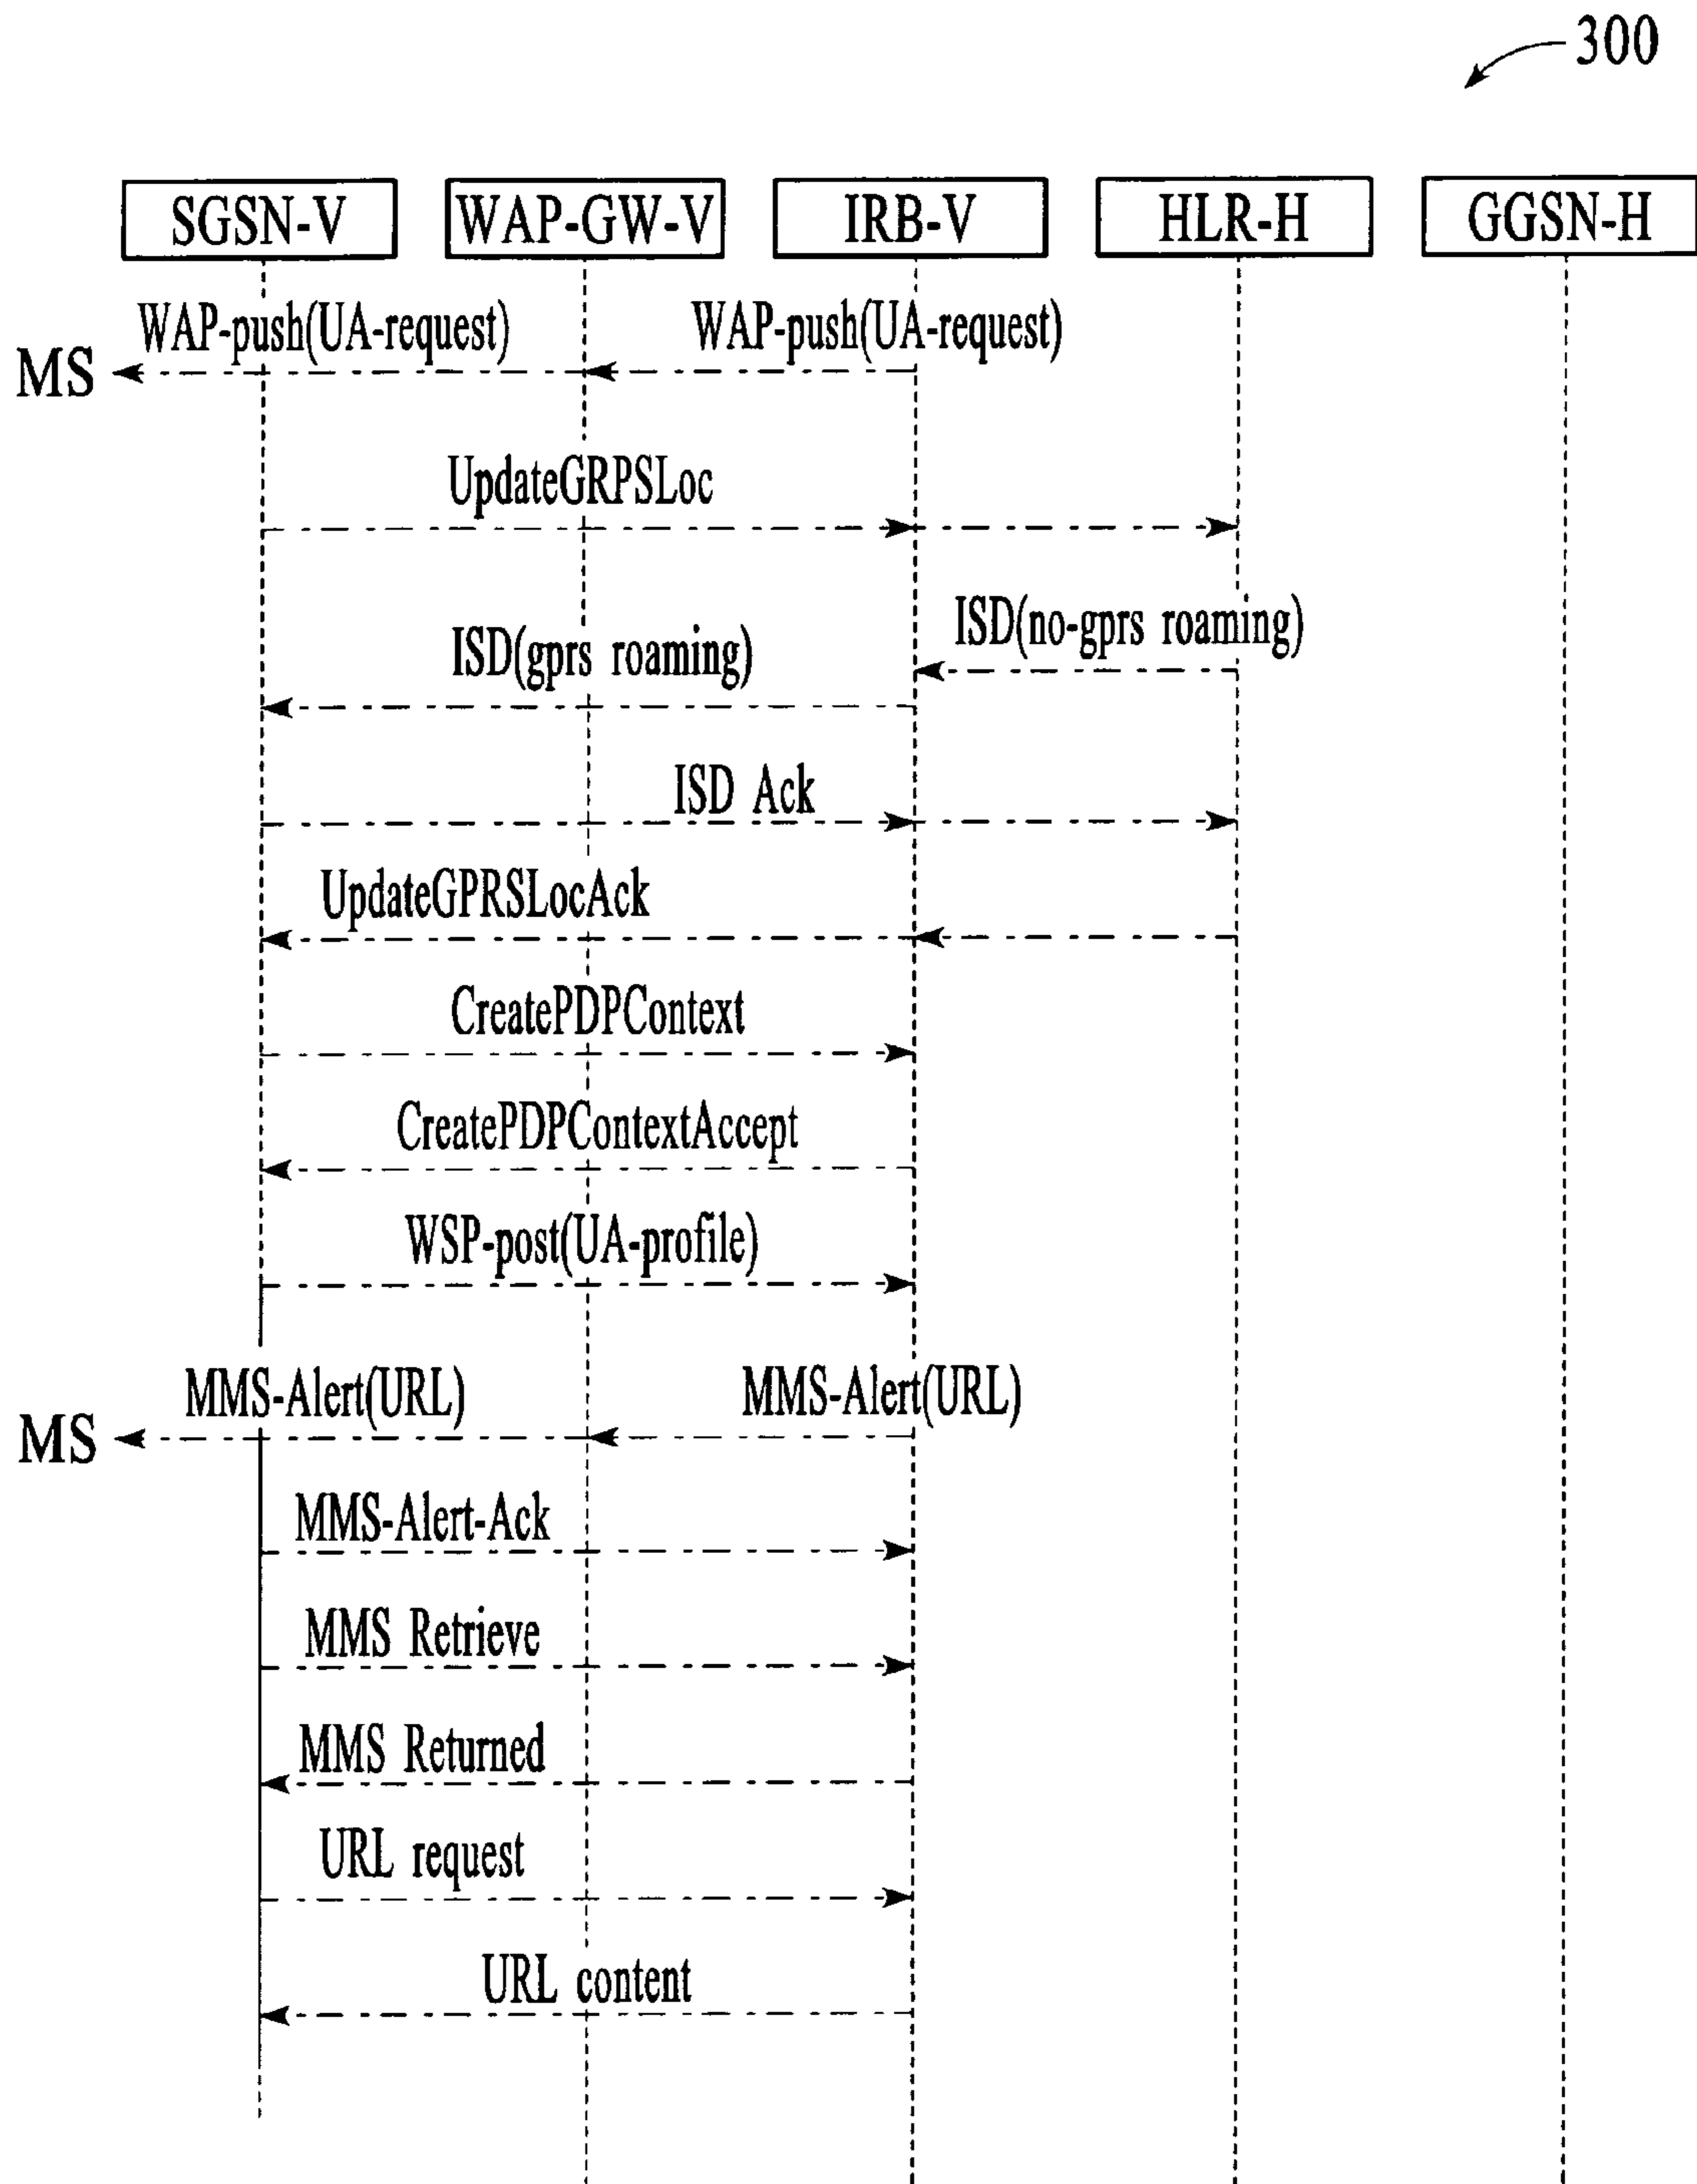 300
SGSN-V
WAP-GW-V
IRB-V
HLR-H
GGSN-H
WAP-push(UA-request)
WAP-push(UA-request)
MS
UpdateGRPSLoc
ISD(no-gprs roaming)
ISD(gprs roaming)
ISD Ack
UpdateGPRSLocAck
CreatePDPContext
CreatePDPContextAccept
WSP-post(UA-profile)
MMS-Alert(URL)
MMS-Alert(URL)
MS
MMS-Alert-Ack
MMS Retrieve
MMS Returned
URL request
URL content